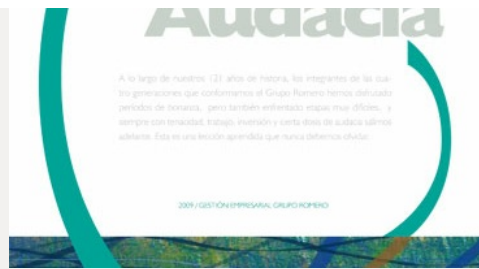 Audacia
A lo largo de nuestros 121 años de historia, los integrantes de las cua-
tro generaciones que conformamos el Grupo Romero hemos disfrutado
periodos de bonanza, pero también enfrentado etapas muy difíciles, y
siempre con tenacidad, trabajo, inversión y cierta dosis de audacia salimos
adelante. Esta es una lección aprendida que nunca debemos olvidar.
2009 / GESTIÓN EMPRESARIAL GRUPO ROMERO